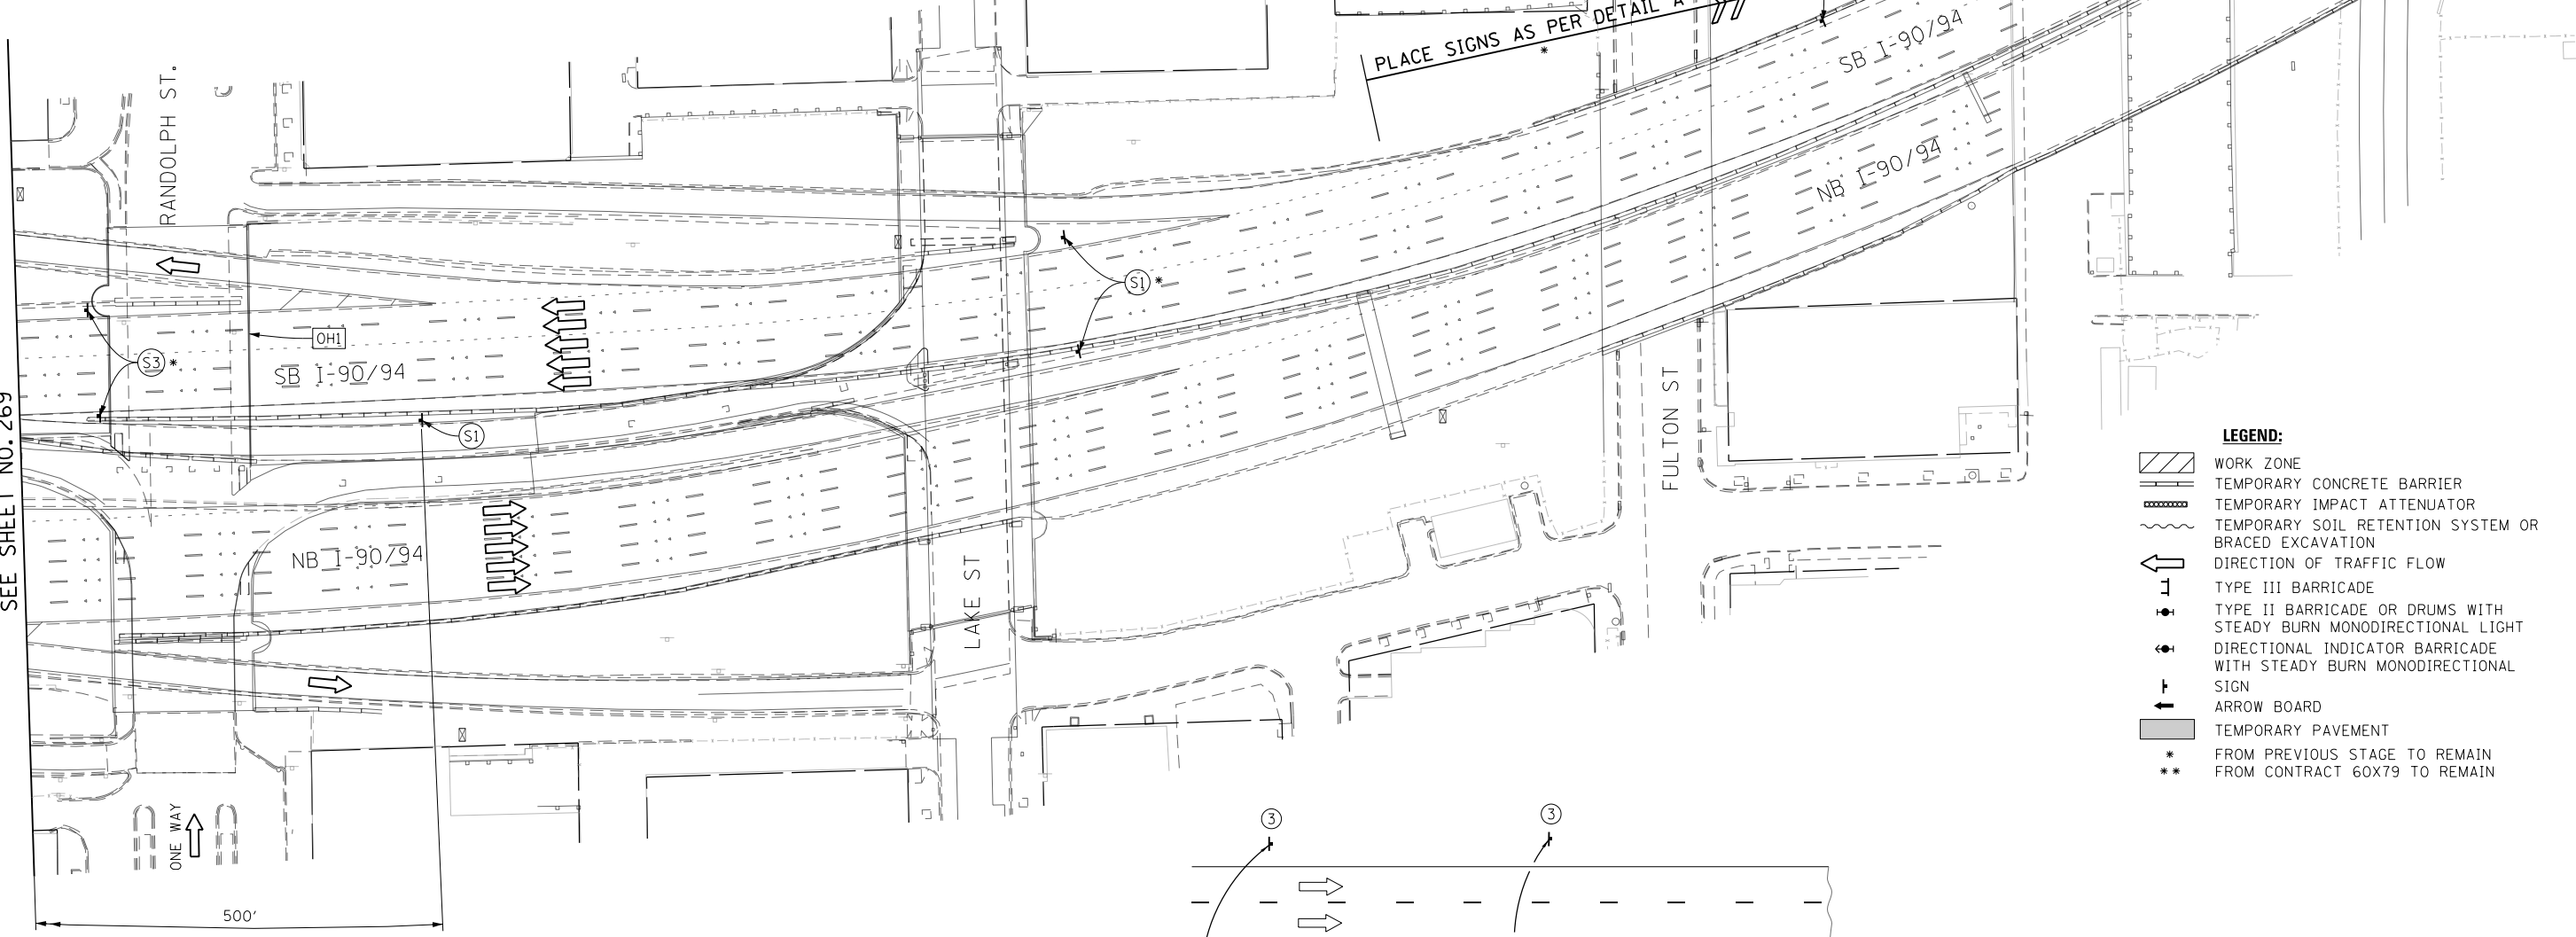 PLACE SIGNS AS PER DETAIL A
SB I-90/94
NB I-90/94
RANDOLPH ST.
S1 *
OH1
S3 *
SB I-90/94
S1
SEE SHEET NO. 269
NB I-90/94
LAKE ST
FULTON ST
ONE WAY
500'
3
3
LEGEND:
WORK ZONE
TEMPORARY CONCRETE BARRIER
TEMPORARY IMPACT ATTENUATOR
TEMPORARY SOIL RETENTION SYSTEM OR
BRACED EXCAVATION
DIRECTION OF TRAFFIC FLOW
TYPE III BARRICADE
TYPE II BARRICADE OR DRUMS WITH
STEADY BURN MONODIRECTIONAL LIGHT
DIRECTIONAL INDICATOR BARRICADE
WITH STEADY BURN MONODIRECTIONAL
SIGN
ARROW BOARD
TEMPORARY PAVEMENT
* FROM PREVIOUS STAGE TO REMAIN
** FROM CONTRACT 60X79 TO REMAIN